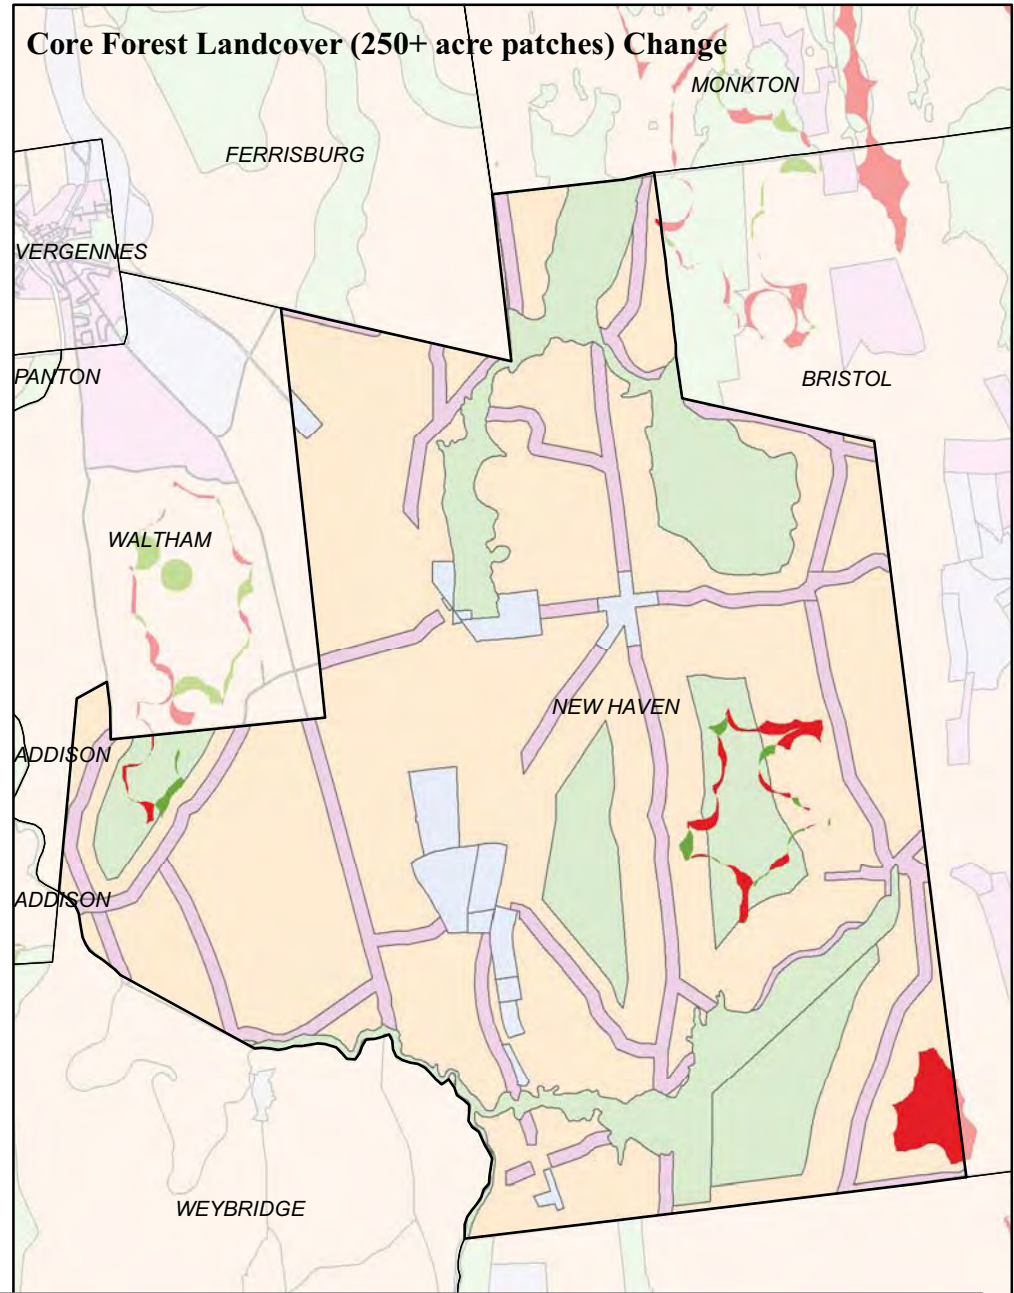 Core Forest Landcover (250+ acre patches) Change
MONKTON
FERRISBURG
VERGENNES
PANTON
BRISTOL
WALTHAM
NEW HAVEN
ADDISON
ADDISON
WEYBRIDGE